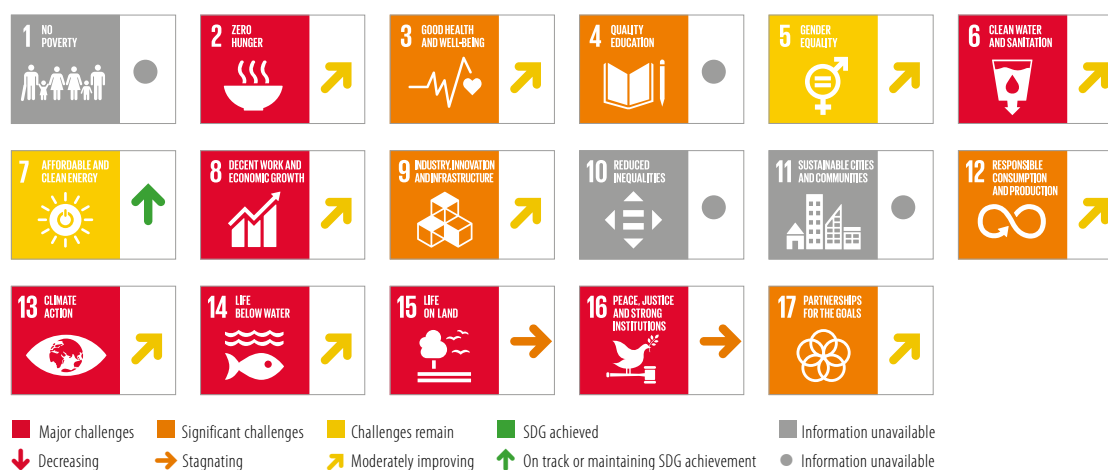 1 NO
POVERTY
2 ZERO
HUNGER
3 GOOD HEALTH
AND WELL-BEING
4 QUALITY
EDUCATION
5 GENDER
EQUALITY
6 CLEAN WATER
AND SANITATION
7 AFFORDABLE AND
CLEAN ENERGY
8 DECENT WORK AND
ECONOMIC GROWTH
9 INDUSTRY, INNOVATION
AND INFRASTRUCTURE
10 REDUCED
INEQUALITIES
11 SUSTAINABLE CITIES
AND COMMUNITIES
12 RESPONSIBLE
CONSUMPTION
AND PRODUCTION
13 CLIMATE
ACTION
14 LIFE
BELOW WATER
15 LIFE
ON LAND
16 PEACE, JUSTICE
AND STRONG
INSTITUTIONS
17 PARTNERSHIPS
FOR THE GOALS
Major challenges Significant challenges Challenges remain SDG achieved Information unavailable
Decreasing Stagnating Moderately improving On track or maintaining SDG achievement Information unavailable